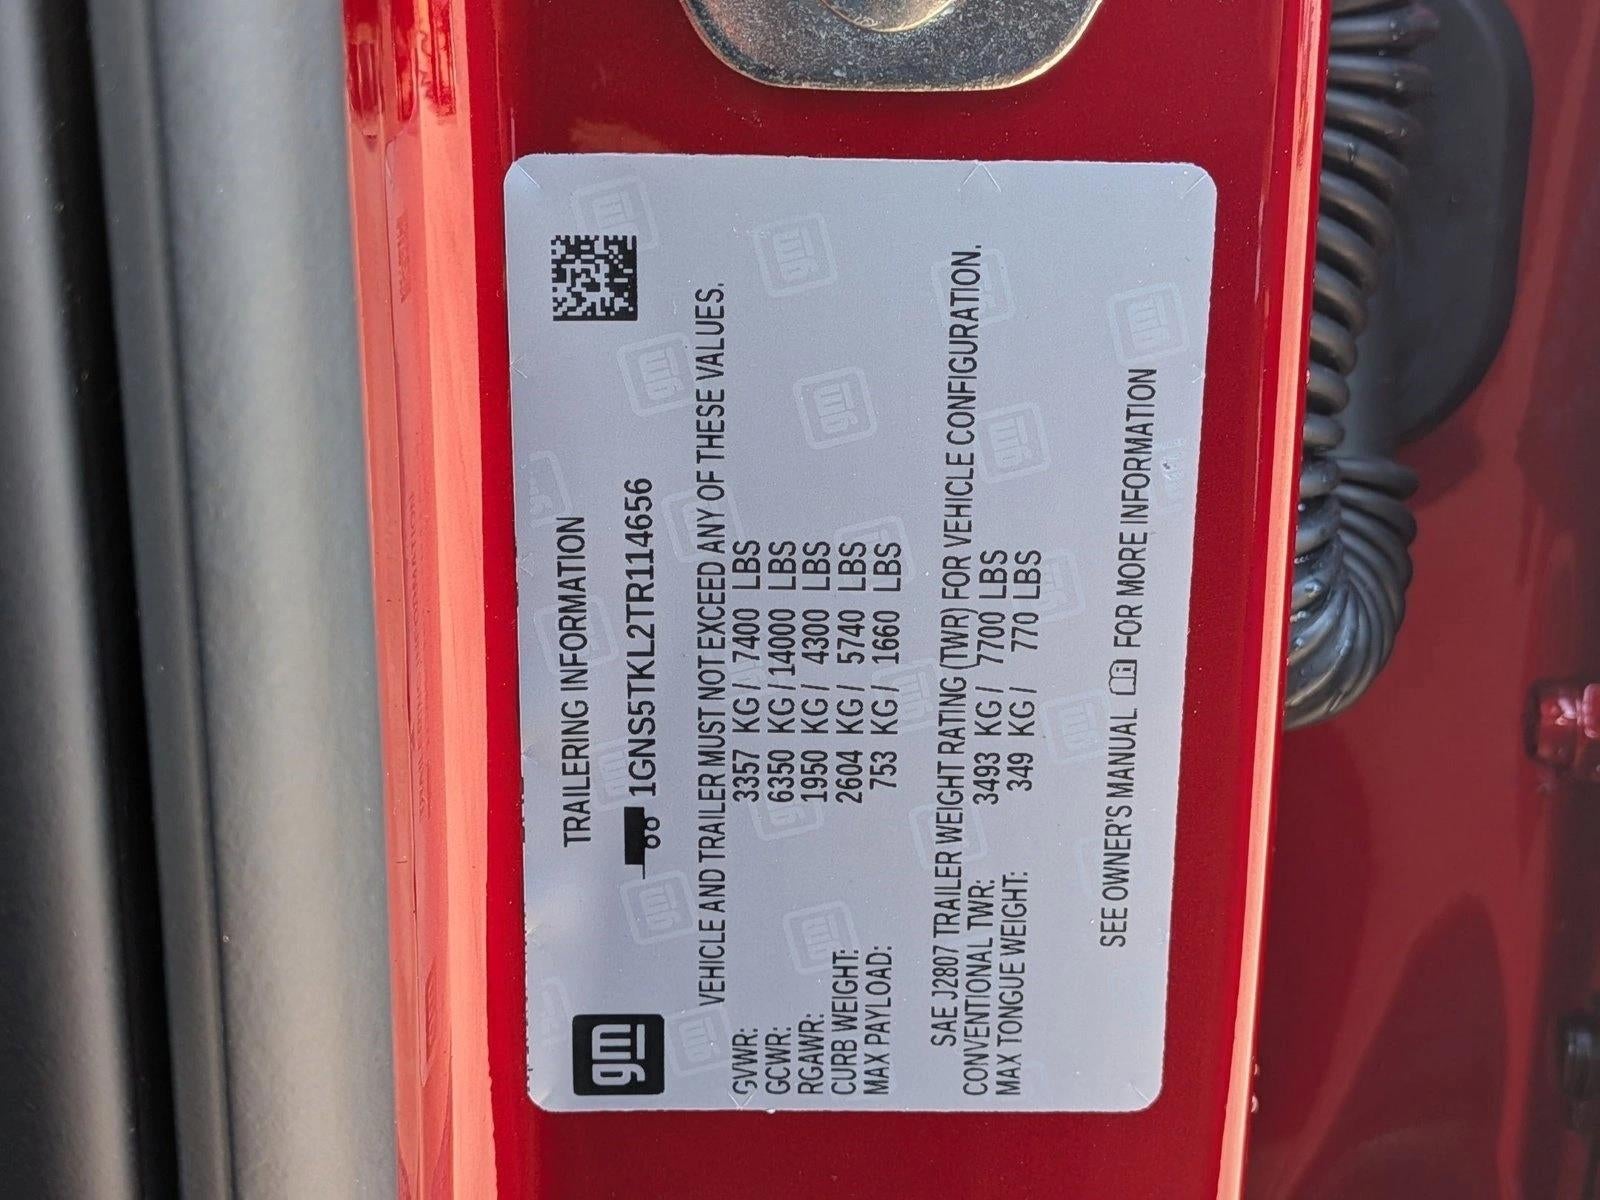 gm
TRAILERING INFORMATION
1GNS5TKL2TR114656
VEHICLE AND TRAILER MUST NOT EXCEED ANY OF THESE VALUES.
GVWR: 3357 KG / 7400 LBS
GCWR: 6350 KG / 14000 LBS
RGAWR: 1950 KG / 4300 LBS
CURB WEIGHT: 2604 KG / 5740 LBS
MAX PAYLOAD: 753 KG / 1660 LBS
SAE J2807 TRAILER WEIGHT RATING (TWR) FOR VEHICLE CONFIGURATION.
CONVENTIONAL TWR: 3493 KG / 7700 LBS
MAX TONGUE WEIGHT: 349 KG / 770 LBS
SEE OWNER'S MANUAL FOR MORE INFORMATION